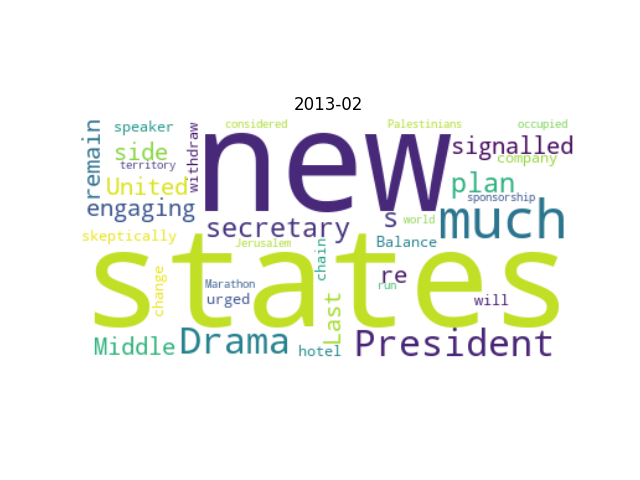 2013-02
considered Palestinians occupied
speaker
remain
withdraw
new
signalled
side
company
territory
United
plan
sponsorship
engaging
much
secretary
s
world
skeptically
Jerusalem
Balance
states
chain
change
re
Marathon
run
urged
Last
will
Middle
Drama
hotel
President